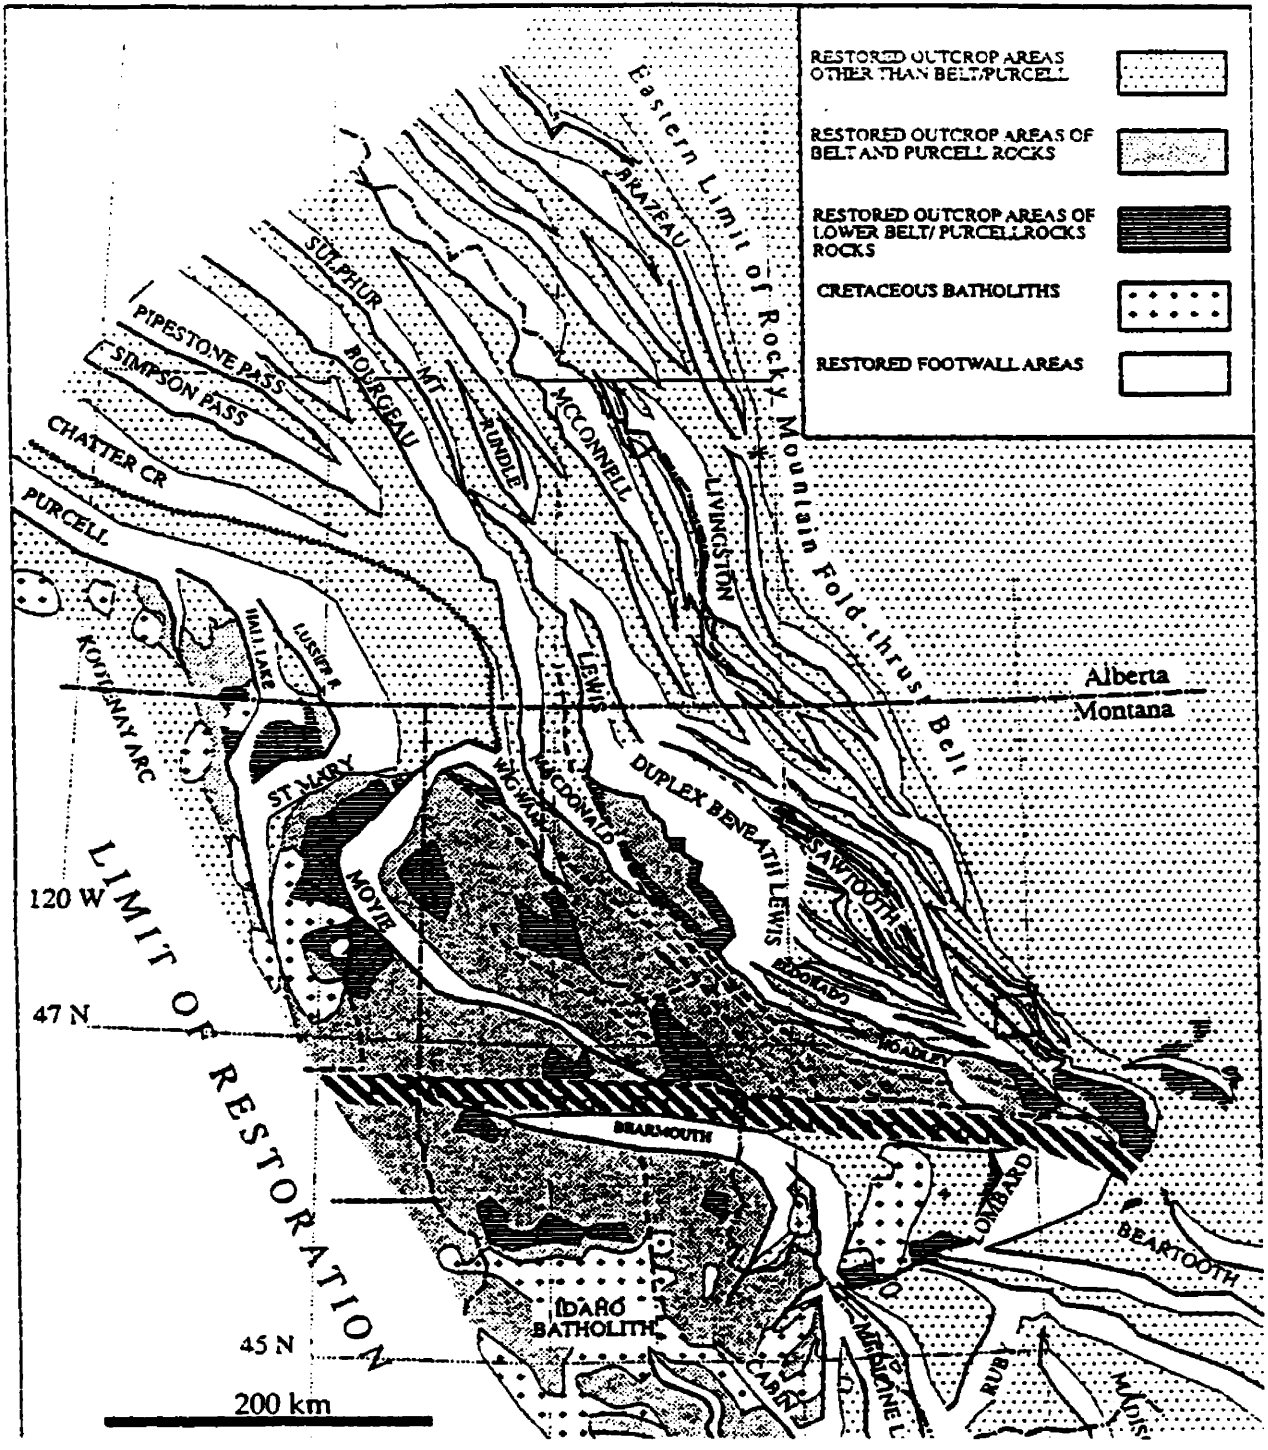 RESTORED OUTCROP AREAS
OTHER THAN BELT/PURCELL
RESTORED OUTCROP AREAS OF
BELT AND PURCELL ROCKS
RESTORED OUTCROP AREAS OF
LOWER BELT/ PURCELLROCKS
ROCKS
CRETACEOUS BATHOLITHS
RESTORED FOOTWALL AREAS
Eastern Limit of Rocky Mountain Fold-thrust Belt
BRAZEAU
SULPHUR
MT
PIPESTONE PASS
SIMPSON PASS
BOURGEAU
RUNDLE
MCCONNELL
LIVINGSTON
CHATTER CR
PURCELL
HALL LAKE
KOOTENAY ARC
LEWIS
Alberta
Montana
ST MARY
WIGWAM
MACDONALD
DUPLEX BENEATH LEWIS
SAWTOOTH
MOYIE
120 W
LIMIT OF RESTORATION
47 N
ELDORADO
HOADLEY
BEARMOUTH
LOMBARD
BEARTOOTH
IDAHO
BATHOLITH
45 N
CABIN
MEDICINE L
RUBY
MADIS
200 km